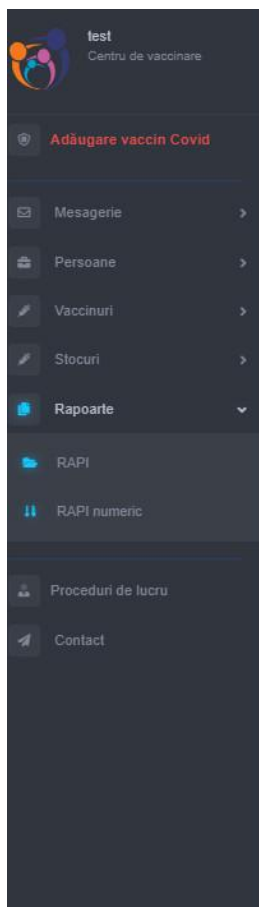 test
Centru de vaccinare
Adăugare vaccin Covid
Mesagerie
Persoane
Vaccinuri
Stocuri
Rapoarte
RAPI
RAPI numeric
Proceduri de lucru
Contact